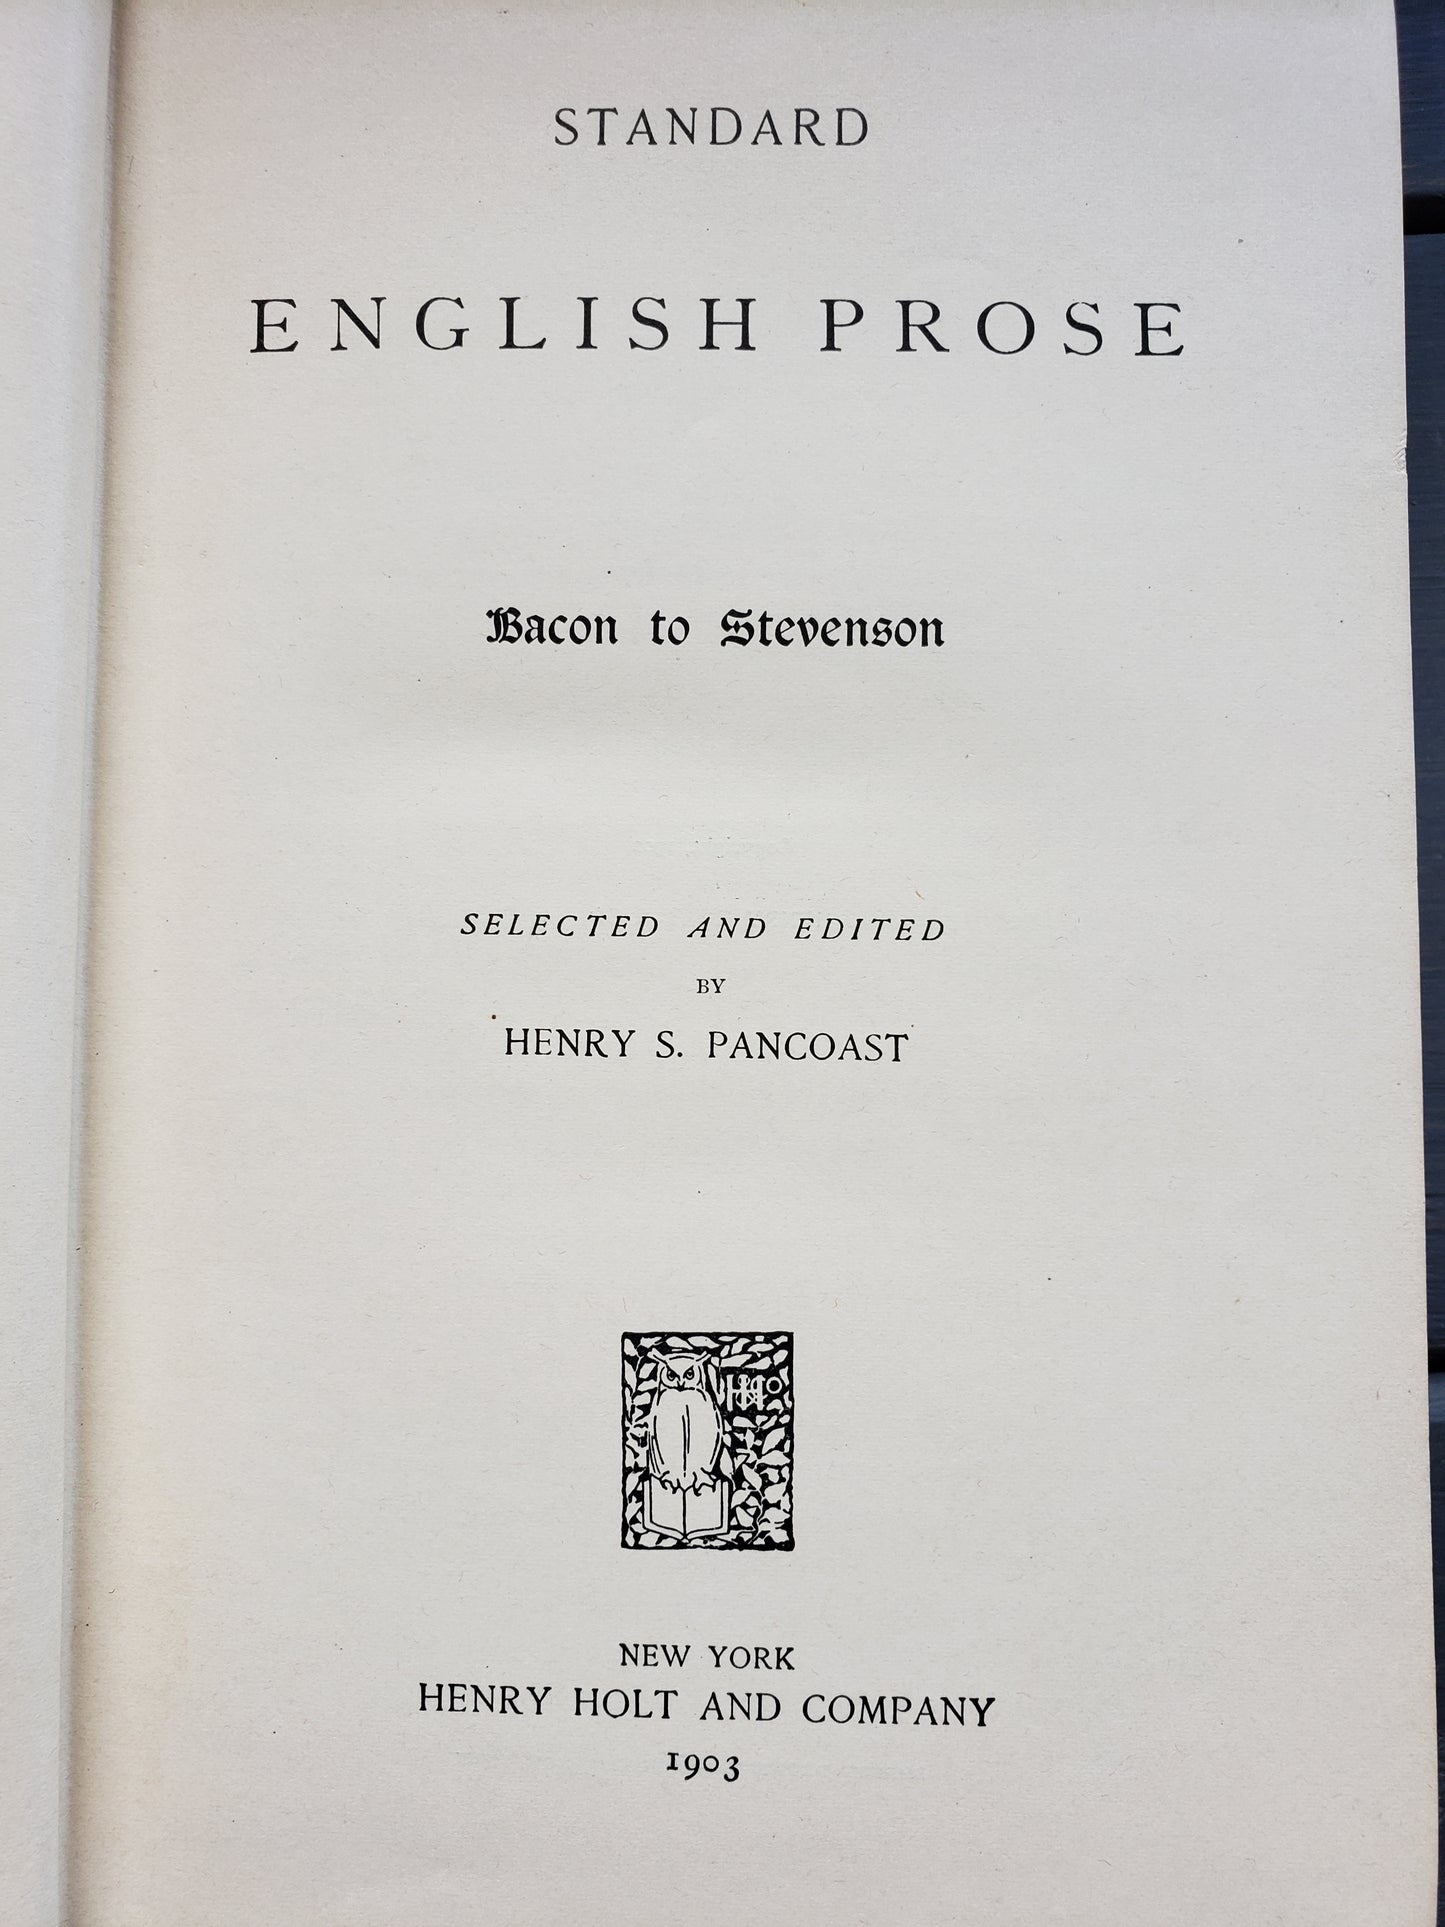 STANDARD
ENGLISH PROSE
Bacon to Stevenson
SELECTED AND EDITED
BY
HENRY S. PANCOAST
NEW YORK
HENRY HOLT AND COMPANY
1903